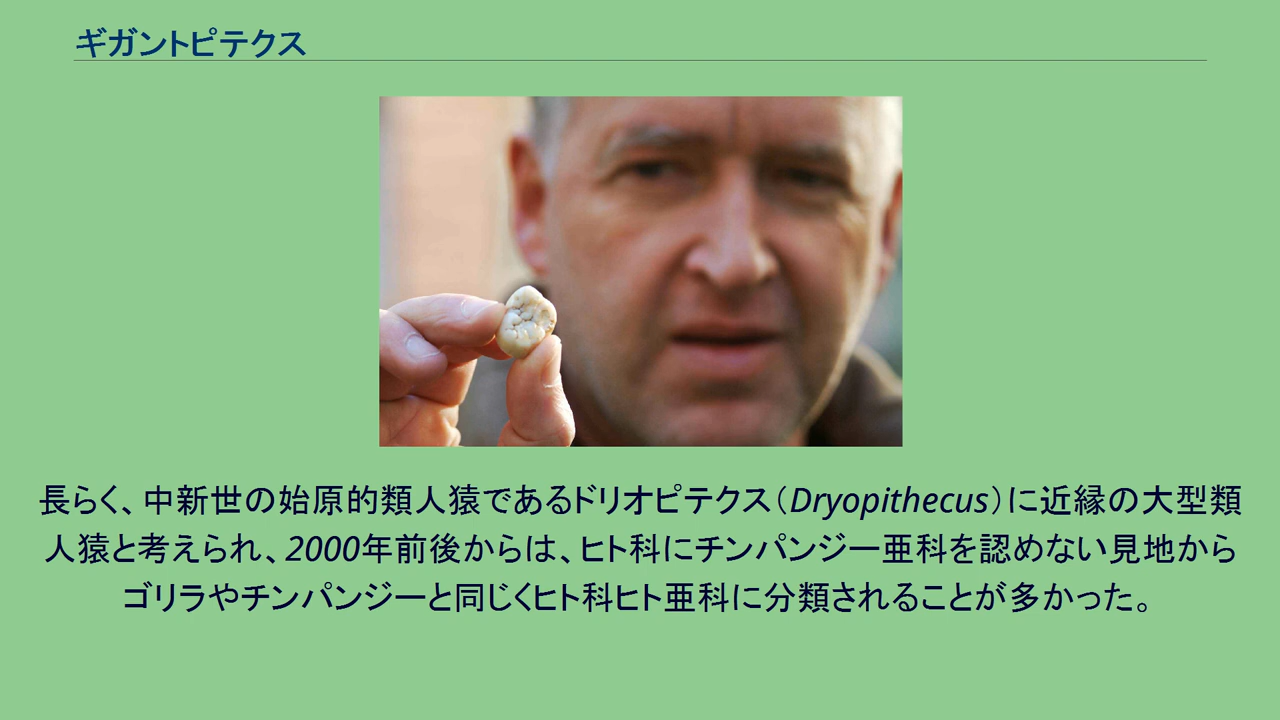 ギガントピテクス
長らく、中新世の始原的類人猿であるドリオピテクス（Dryopithecus）に近縁の大型類
人猿と考えられ、2000年前後からは、ヒト科にチンパンジー亜科を認めない見地から
ゴリラやチンパンジーと同じくヒト科ヒト亜科に分類されることが多かった。